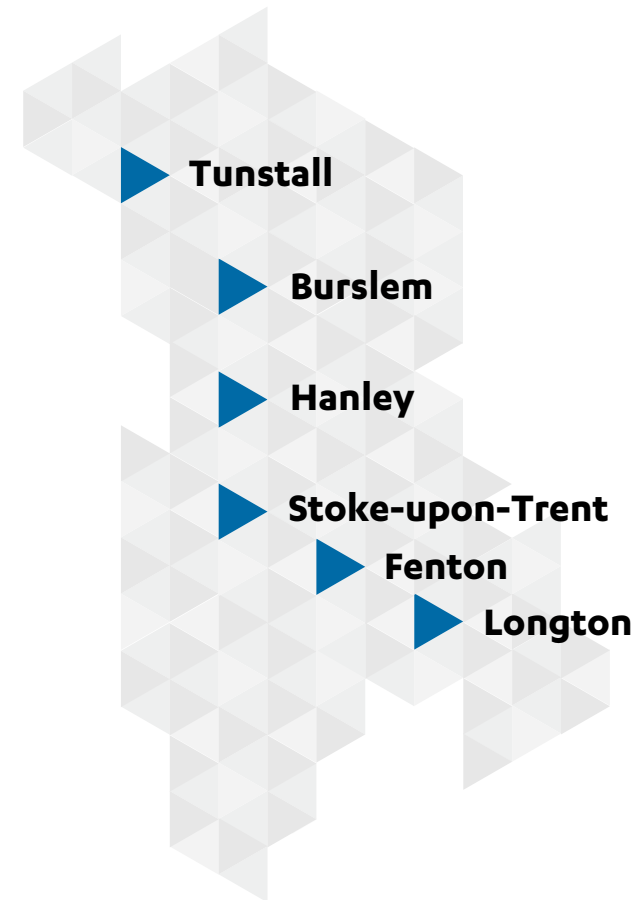 Tunstall
Burslem
Hanley
Stoke-upon-Trent
Fenton
Longton